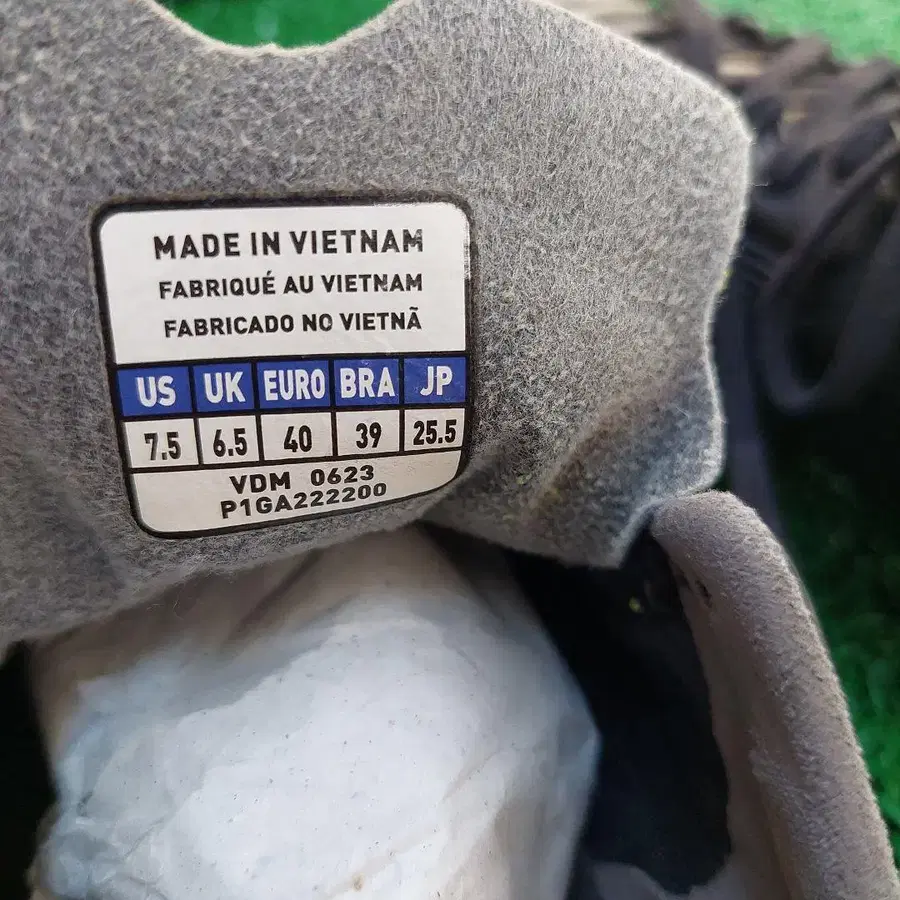 MADE IN VIETNAM
FABRIQUÉ AU VIETNAM
FABRICADO NO VIETNÃ
US UK EURO BRA JP
7.5 6.5 40 39 25.5
VDM 0623
P1GA222200